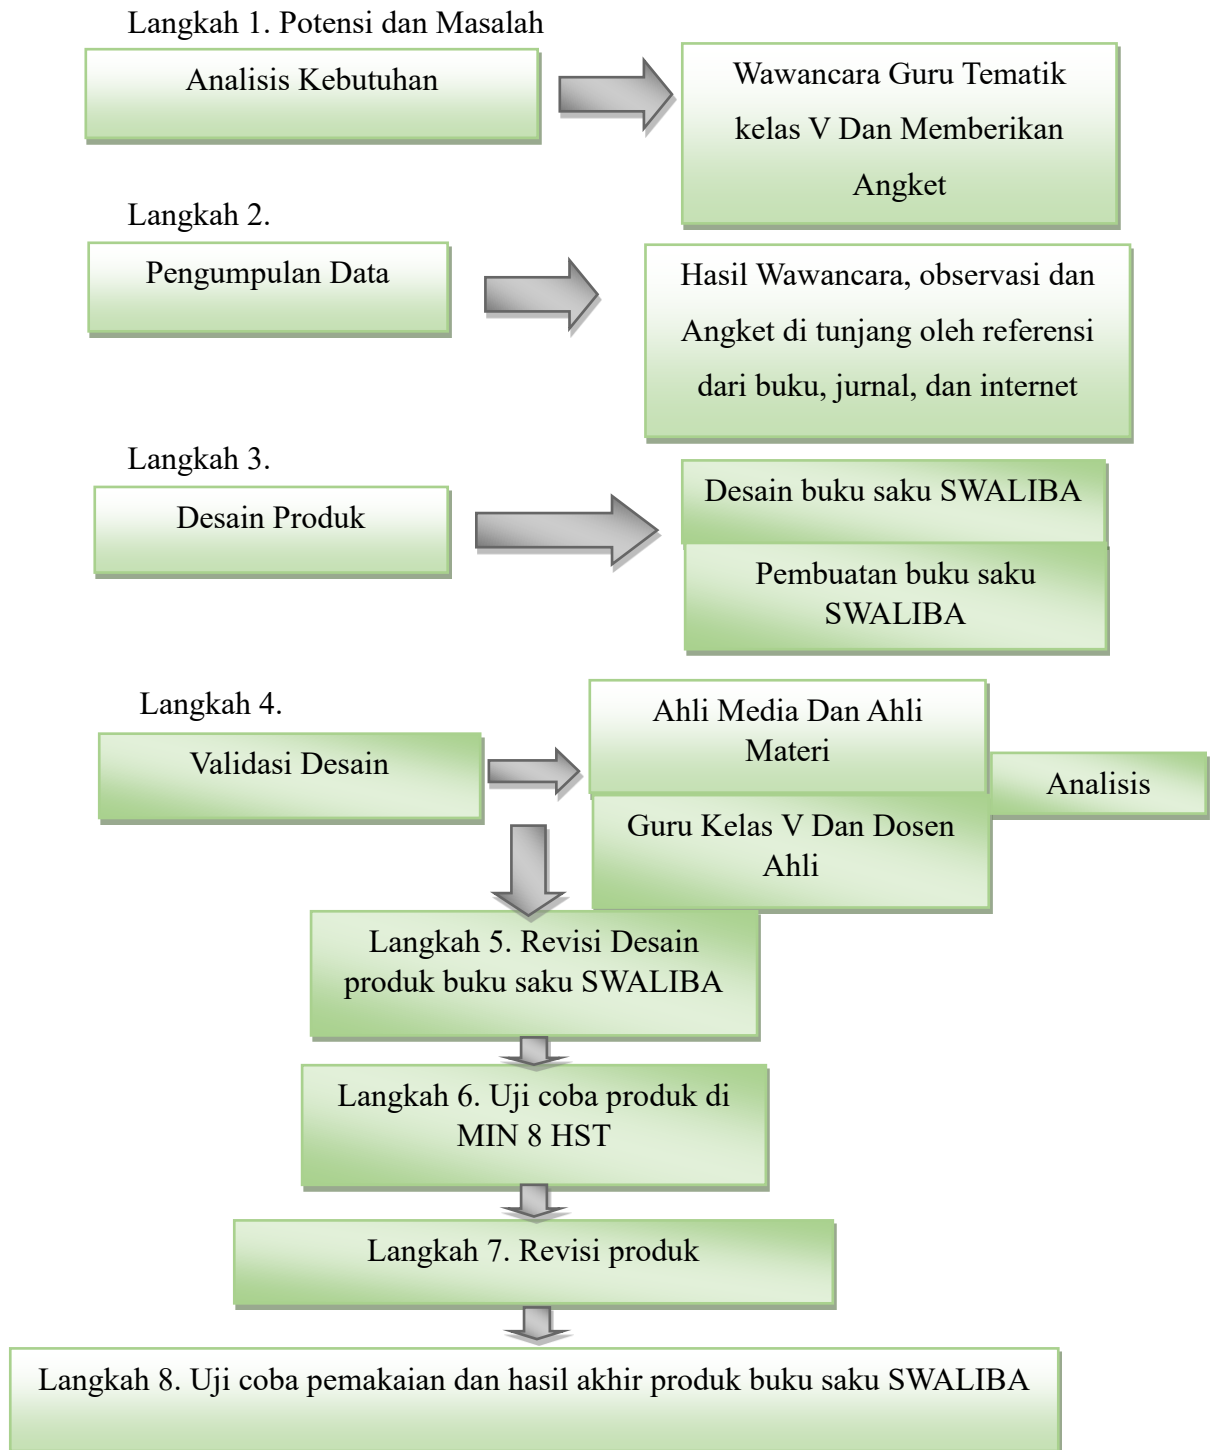 Langkah 1. Potensi dan Masalah
Analisis Kebutuhan
Wawancara Guru Tematik
kelas V Dan Memberikan
Angket
Langkah 2.
Pengumpulan Data
Hasil Wawancara, observasi dan
Angket di tunjang oleh referensi
dari buku, jurnal, dan internet
Langkah 3.
Desain Produk
Desain buku saku SWALIBA
Pembuatan buku saku
SWALIBA
Langkah 4.
Validasi Desain
Ahli Media Dan Ahli
Materi
Guru Kelas V Dan Dosen
Ahli
Analisis
Langkah 5. Revisi Desain
produk buku saku SWALIBA
Langkah 6. Uji coba produk di
MIN 8 HST
Langkah 7. Revisi produk
Langkah 8. Uji coba pemakaian dan hasil akhir produk buku saku SWALIBA